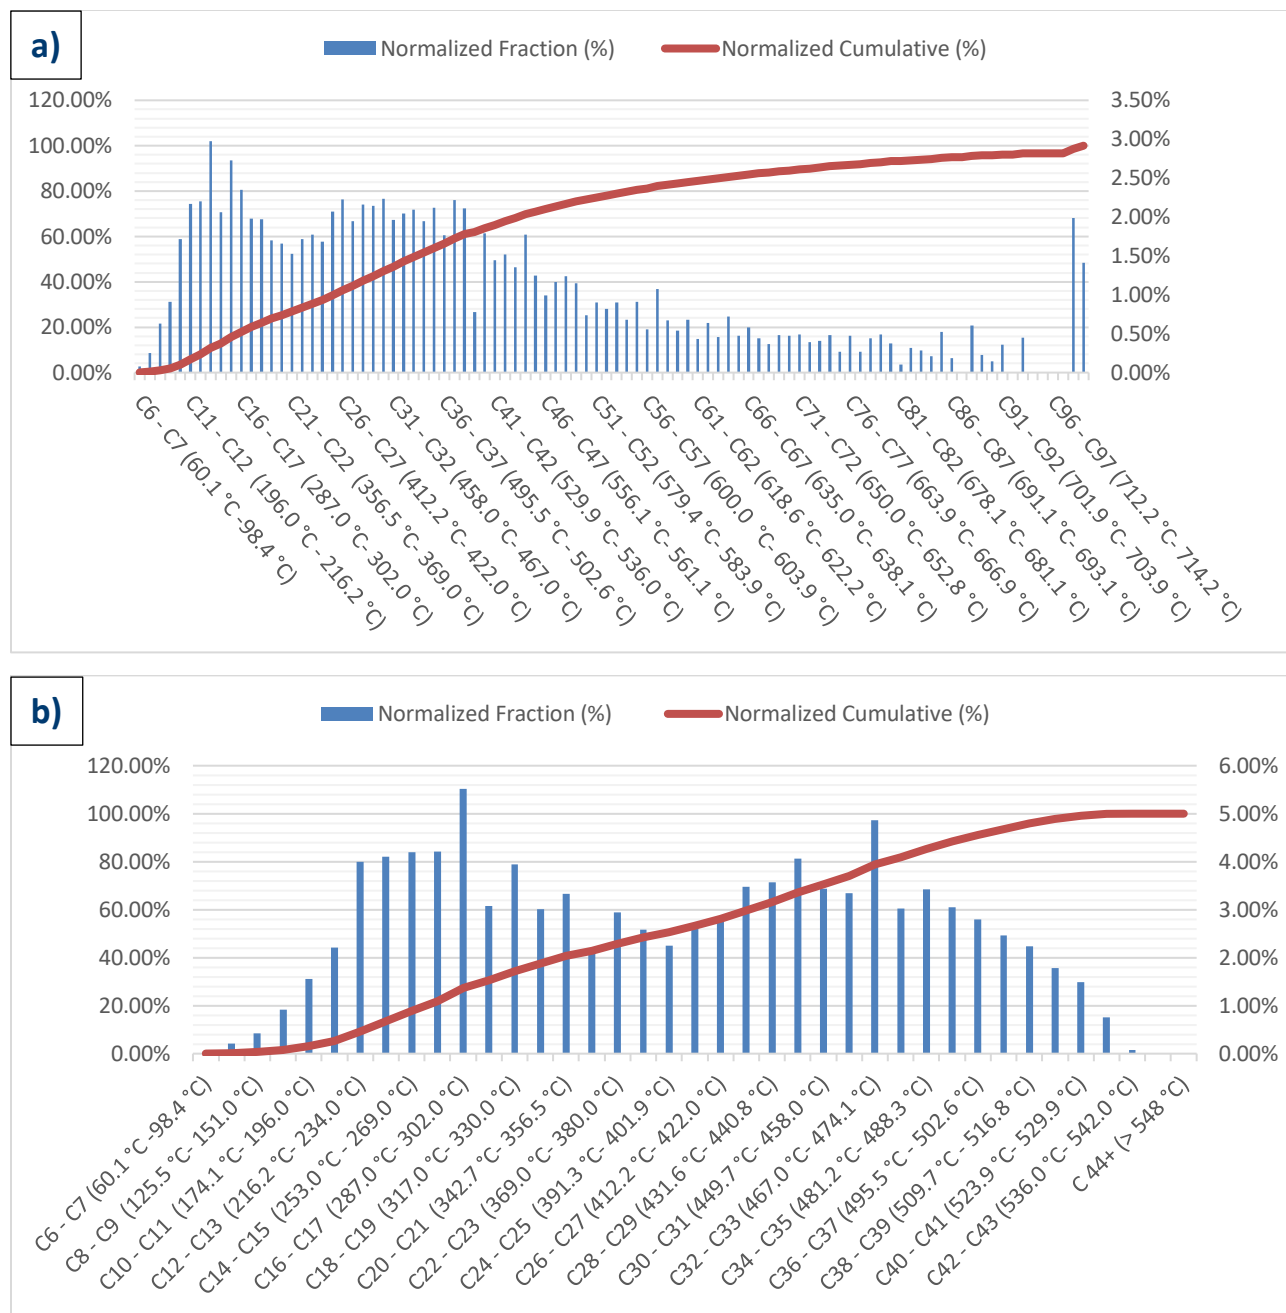 a)
Normalized Fraction (%) Normalized Cumulative (%)
120.00% 3.50%
100.00% 3.00%
80.00% 2.50%
60.00% 2.00%
40.00% 1.50%
20.00% 1.00%
0.00% 0.50%
0.00%
C6 - C7 (60.1 °C -98.4 °C)
C11 - C12 (196.0 °C - 216.2 °C)
C16 - C17 (287.0 °C- 302.0 °C)
C21 - C22 (356.5 °C- 369.0 °C)
C26 - C27 (412.2 °C- 422.0 °C)
C31 - C32 (458.0 °C- 467.0 °C)
C36 - C37 (495.5 °C- 502.6 °C)
C41 - C42 (529.9 °C- 536.0 °C)
C46 - C47 (556.1 °C- 561.1 °C)
C51 - C52 (579.4 °C- 583.9 °C)
C56 - C57 (600.0 °C- 603.9 °C)
C61 - C62 (618.6 °C- 622.2 °C)
C66 - C67 (635.0 °C- 638.1 °C)
C71 - C72 (650.0 °C- 652.8 °C)
C76 - C77 (663.9 °C- 666.9 °C)
C81 - C82 (678.1 °C- 681.1 °C)
C86 - C87 (691.1 °C- 693.1 °C)
C91 - C92 (701.9 °C- 703.9 °C)
C96 - C97 (712.2 °C- 714.2 °C)
b)
Normalized Fraction (%) Normalized Cumulative (%)
120.00% 6.00%
100.00% 5.00%
80.00% 4.00%
60.00% 3.00%
40.00% 2.00%
20.00% 1.00%
0.00% 0.00%
C6 - C7 (60.1 °C -98.4 °C)
C8 - C9 (125.5 °C- 151.0 °C)
C10 - C11 (174.1 °C- 196.0 °C)
C12 - C13 (216.2 °C- 234.0 °C)
C14 - C15 (253.0 °C- 269.0 °C)
C16 - C17 (287.0 °C- 302.0 °C)
C18 - C19 (317.0 °C- 330.0 °C)
C20 - C21 (342.7 °C- 356.5 °C)
C22 - C23 (369.0 °C- 380.0 °C)
C24 - C25 (391.3 °C- 401.9 °C)
C26 - C27 (412.2 °C- 422.0 °C)
C28 - C29 (431.6 °C- 440.8 °C)
C30 - C31 (449.7 °C- 458.0 °C)
C32 - C33 (467.0 °C- 474.1 °C)
C34 - C35 (481.2 °C- 488.3 °C)
C36 - C37 (495.5 °C- 502.6 °C)
C38 - C39 (509.7 °C- 516.8 °C)
C40 - C41 (523.9 °C- 529.9 °C)
C42 - C43 (536.0 °C- 542.0 °C)
C 44+ (> 548 °C)